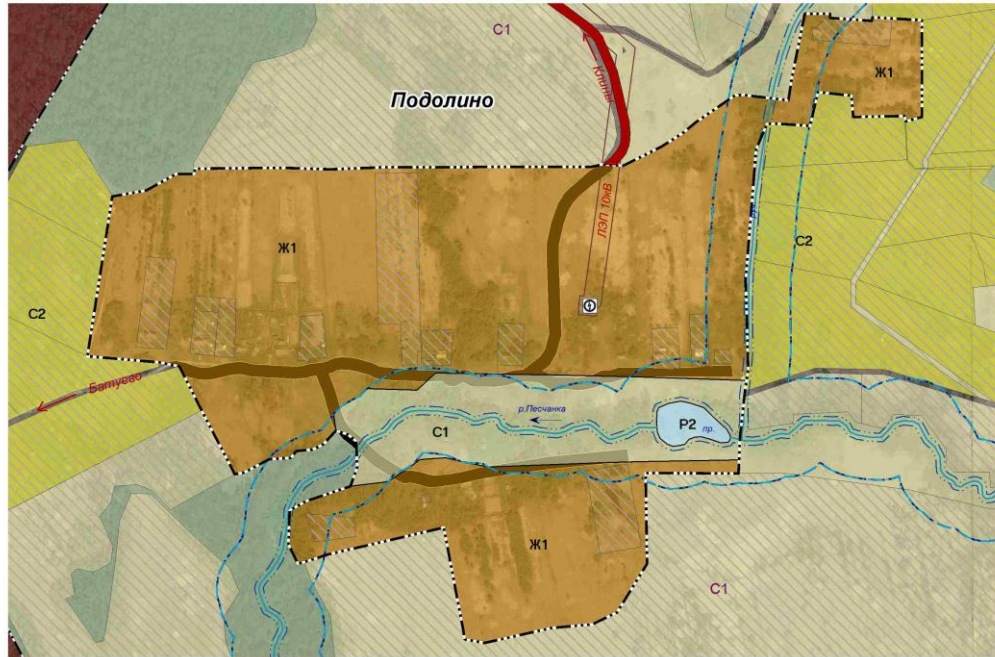 С1
Клины
Ж1
Подолино
ЛЭП 10кВ
Ж1
С2
С2
Батуево
р.Песчанка
С1
Р2
пр.
Ж1
С1